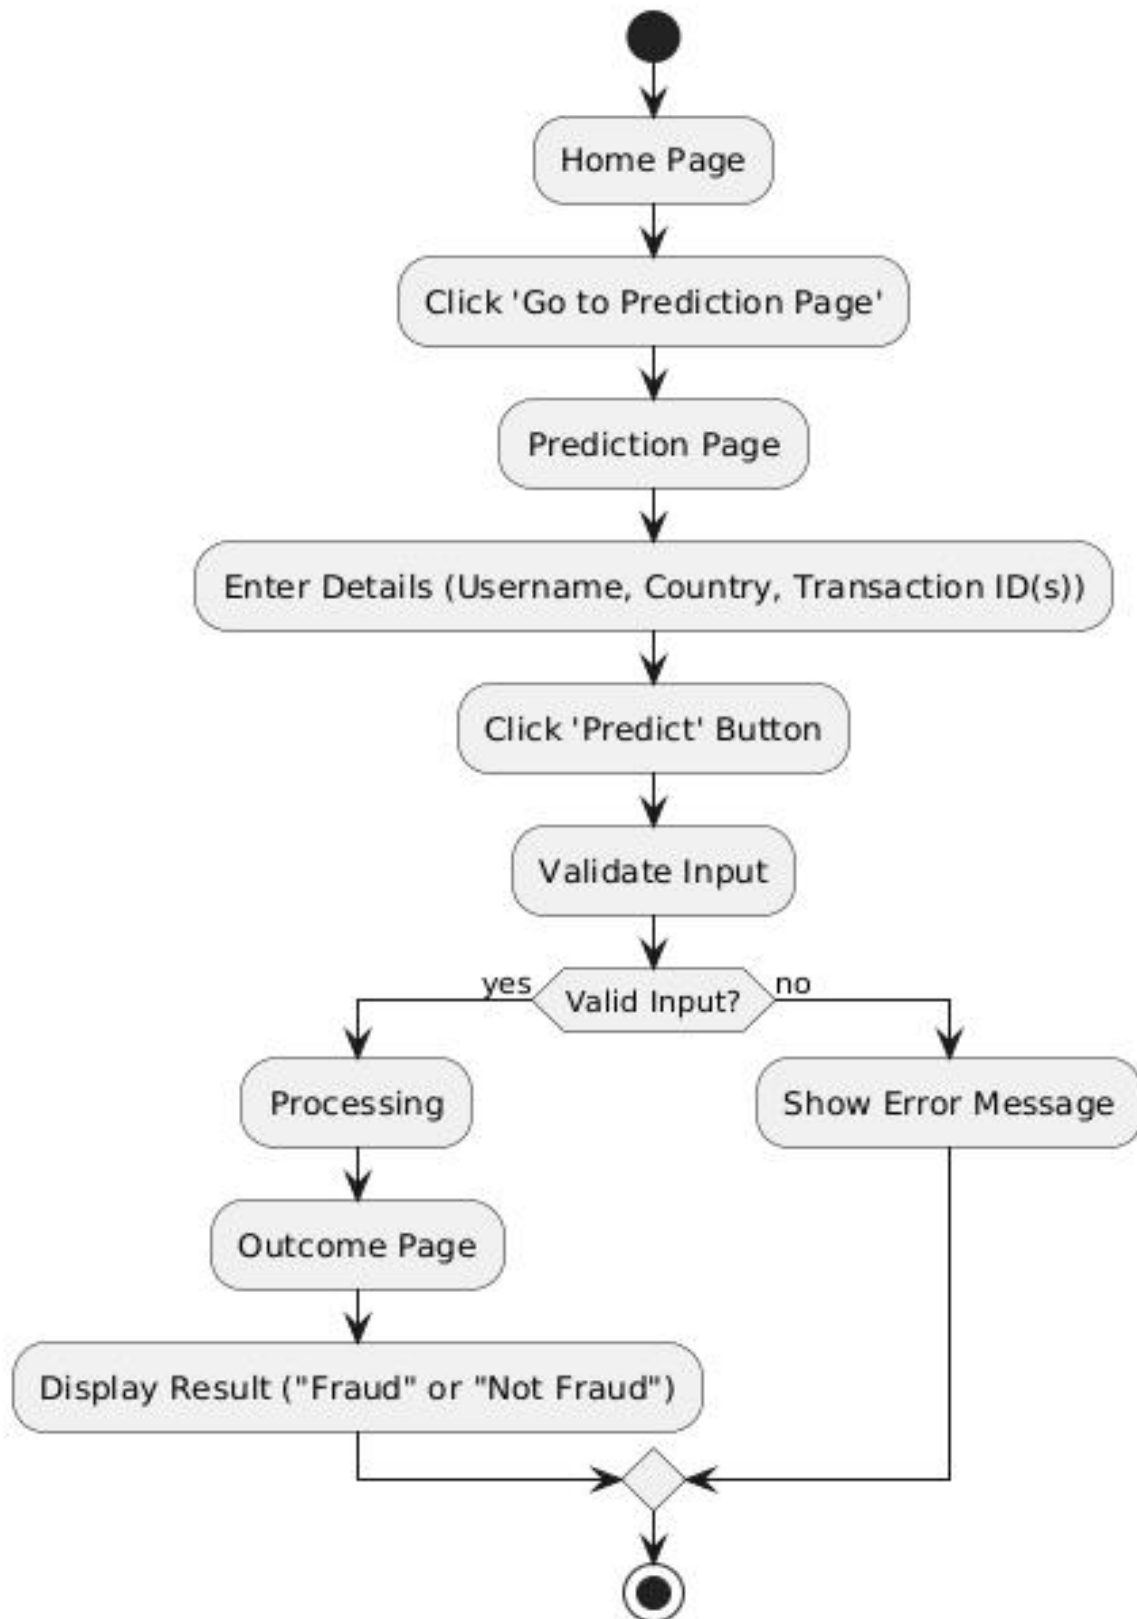 Home Page
Click 'Go to Prediction Page'
Prediction Page
Enter Details (Username, Country, Transaction ID(s))
Click 'Predict' Button
Validate Input
yes
Valid Input?
no
Processing
Show Error Message
Outcome Page
Display Result ("Fraud" or "Not Fraud")